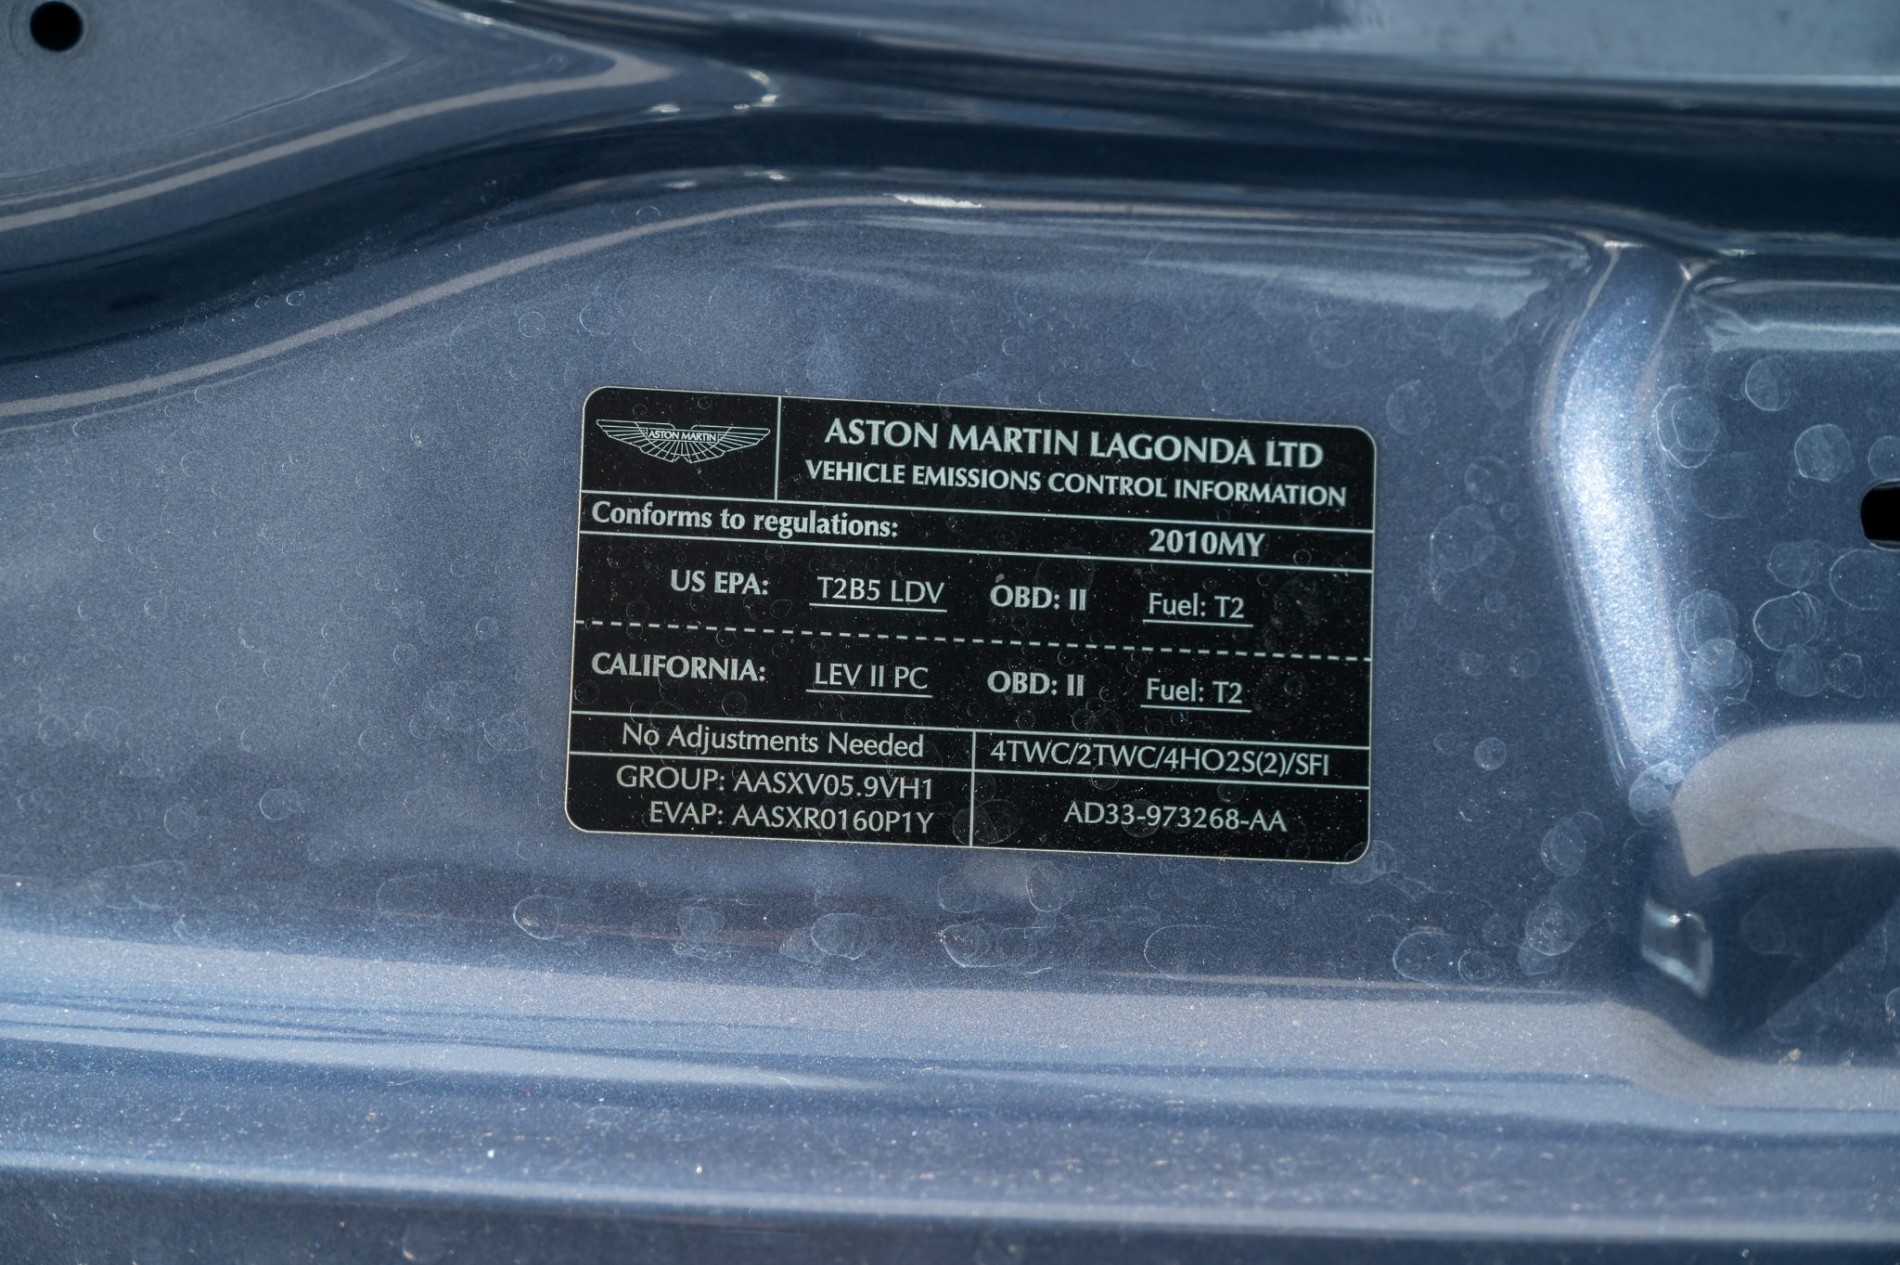 ASTON MARTIN
ASTON MARTIN LAGONDA LTD
VEHICLE EMISSIONS CONTROL INFORMATION
Conforms to regulations: 2010MY
US EPA: T2B5 LDV OBD: II Fuel: T2
CALIFORNIA: LEV II PC OBD: II Fuel: T2
No Adjustments Needed 4TWC/2TWC/4HO2S(2)/SFI
GROUP: AASXV05.9VH1
EVAP: AASXR0160P1Y AD33-973268-AA